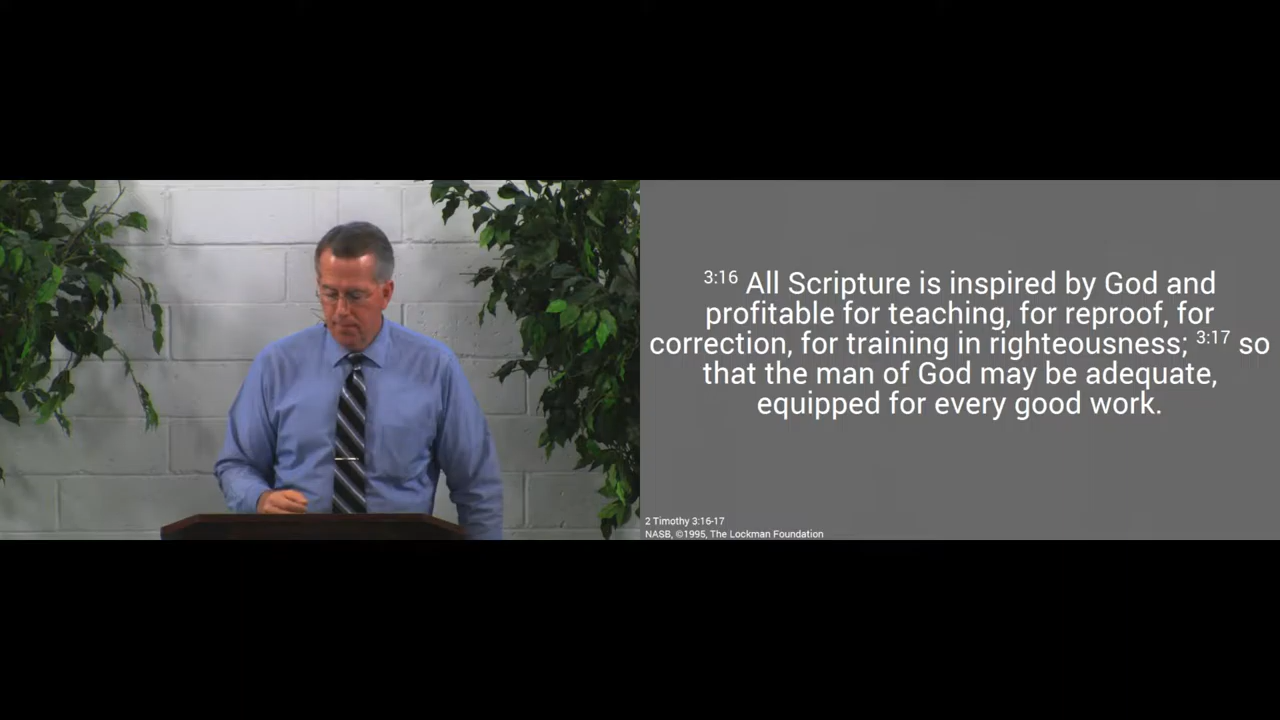 3:16 All Scripture is inspired by God and
profitable for teaching, for reproof, for
correction, for training in righteousness; 3:17 so
that the man of God may be adequate,
equipped for every good work.
2 Timothy 3:16-17
NASB, ©1995, The Lockman Foundation